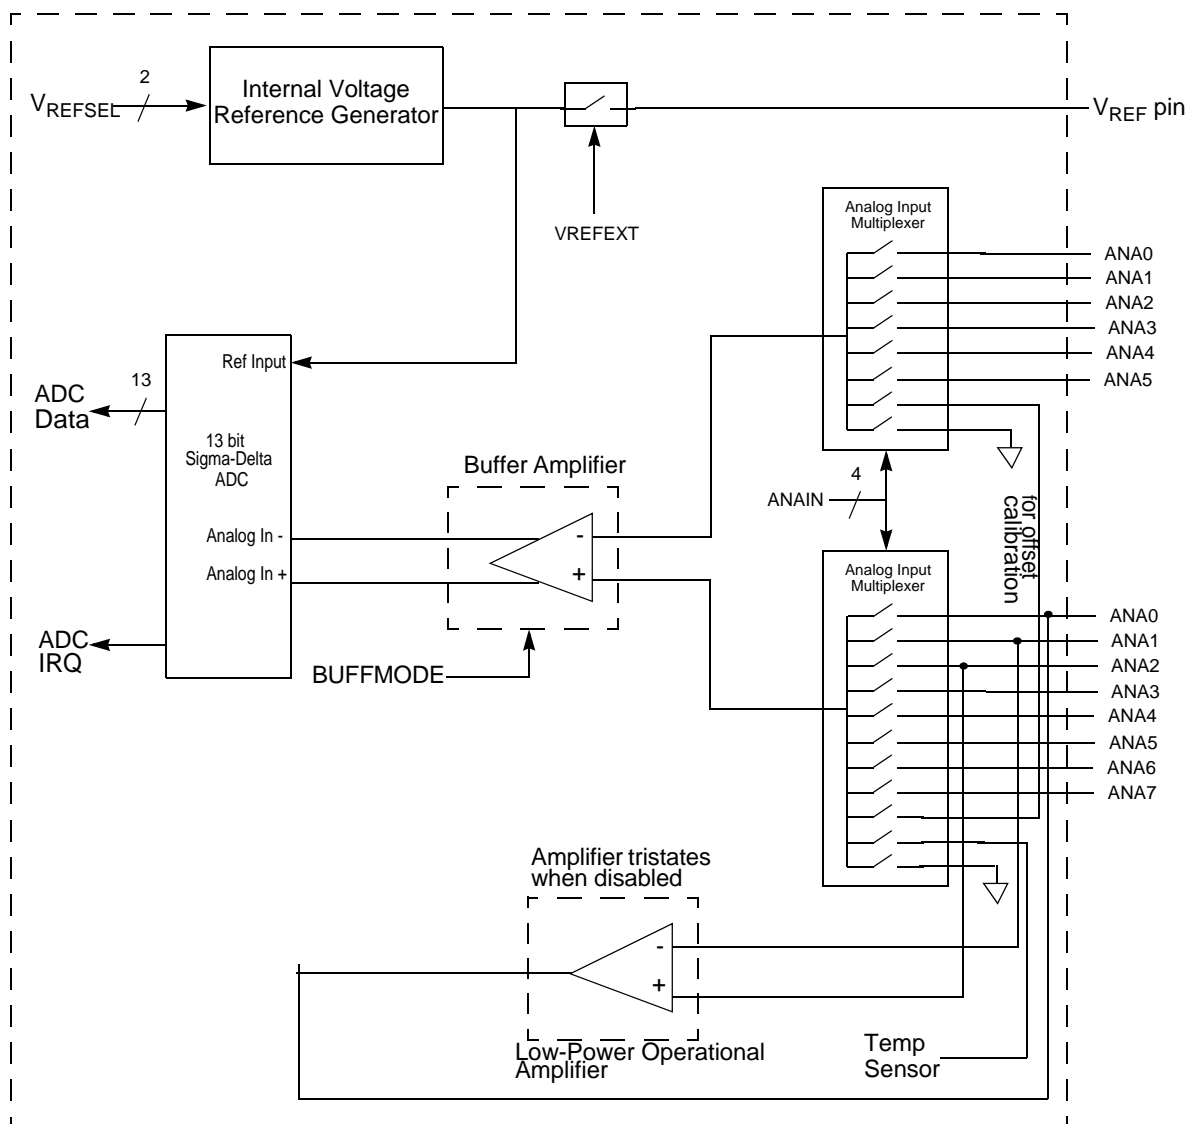 2
VREFSEL
Internal Voltage
Reference Generator
VREF pin
VREFEXT
Analog Input
Multiplexer
ANA0
ANA1
ANA2
ANA3
ANA4
ANA5
Ref Input
13
ADC
Data
13 bit
Sigma-Delta
ADC
Buffer Amplifier
4
ANAIN
for offset
calibration
Analog In -
Analog In +
-
+
Analog Input
Multiplexer
ANA0
ANA1
ANA2
ANA3
ANA4
ANA5
ANA6
ANA7
ADC
IRQ
BUFFMODE
Amplifier tristates
when disabled
-
+
Low-Power Operational
Amplifier
Temp
Sensor